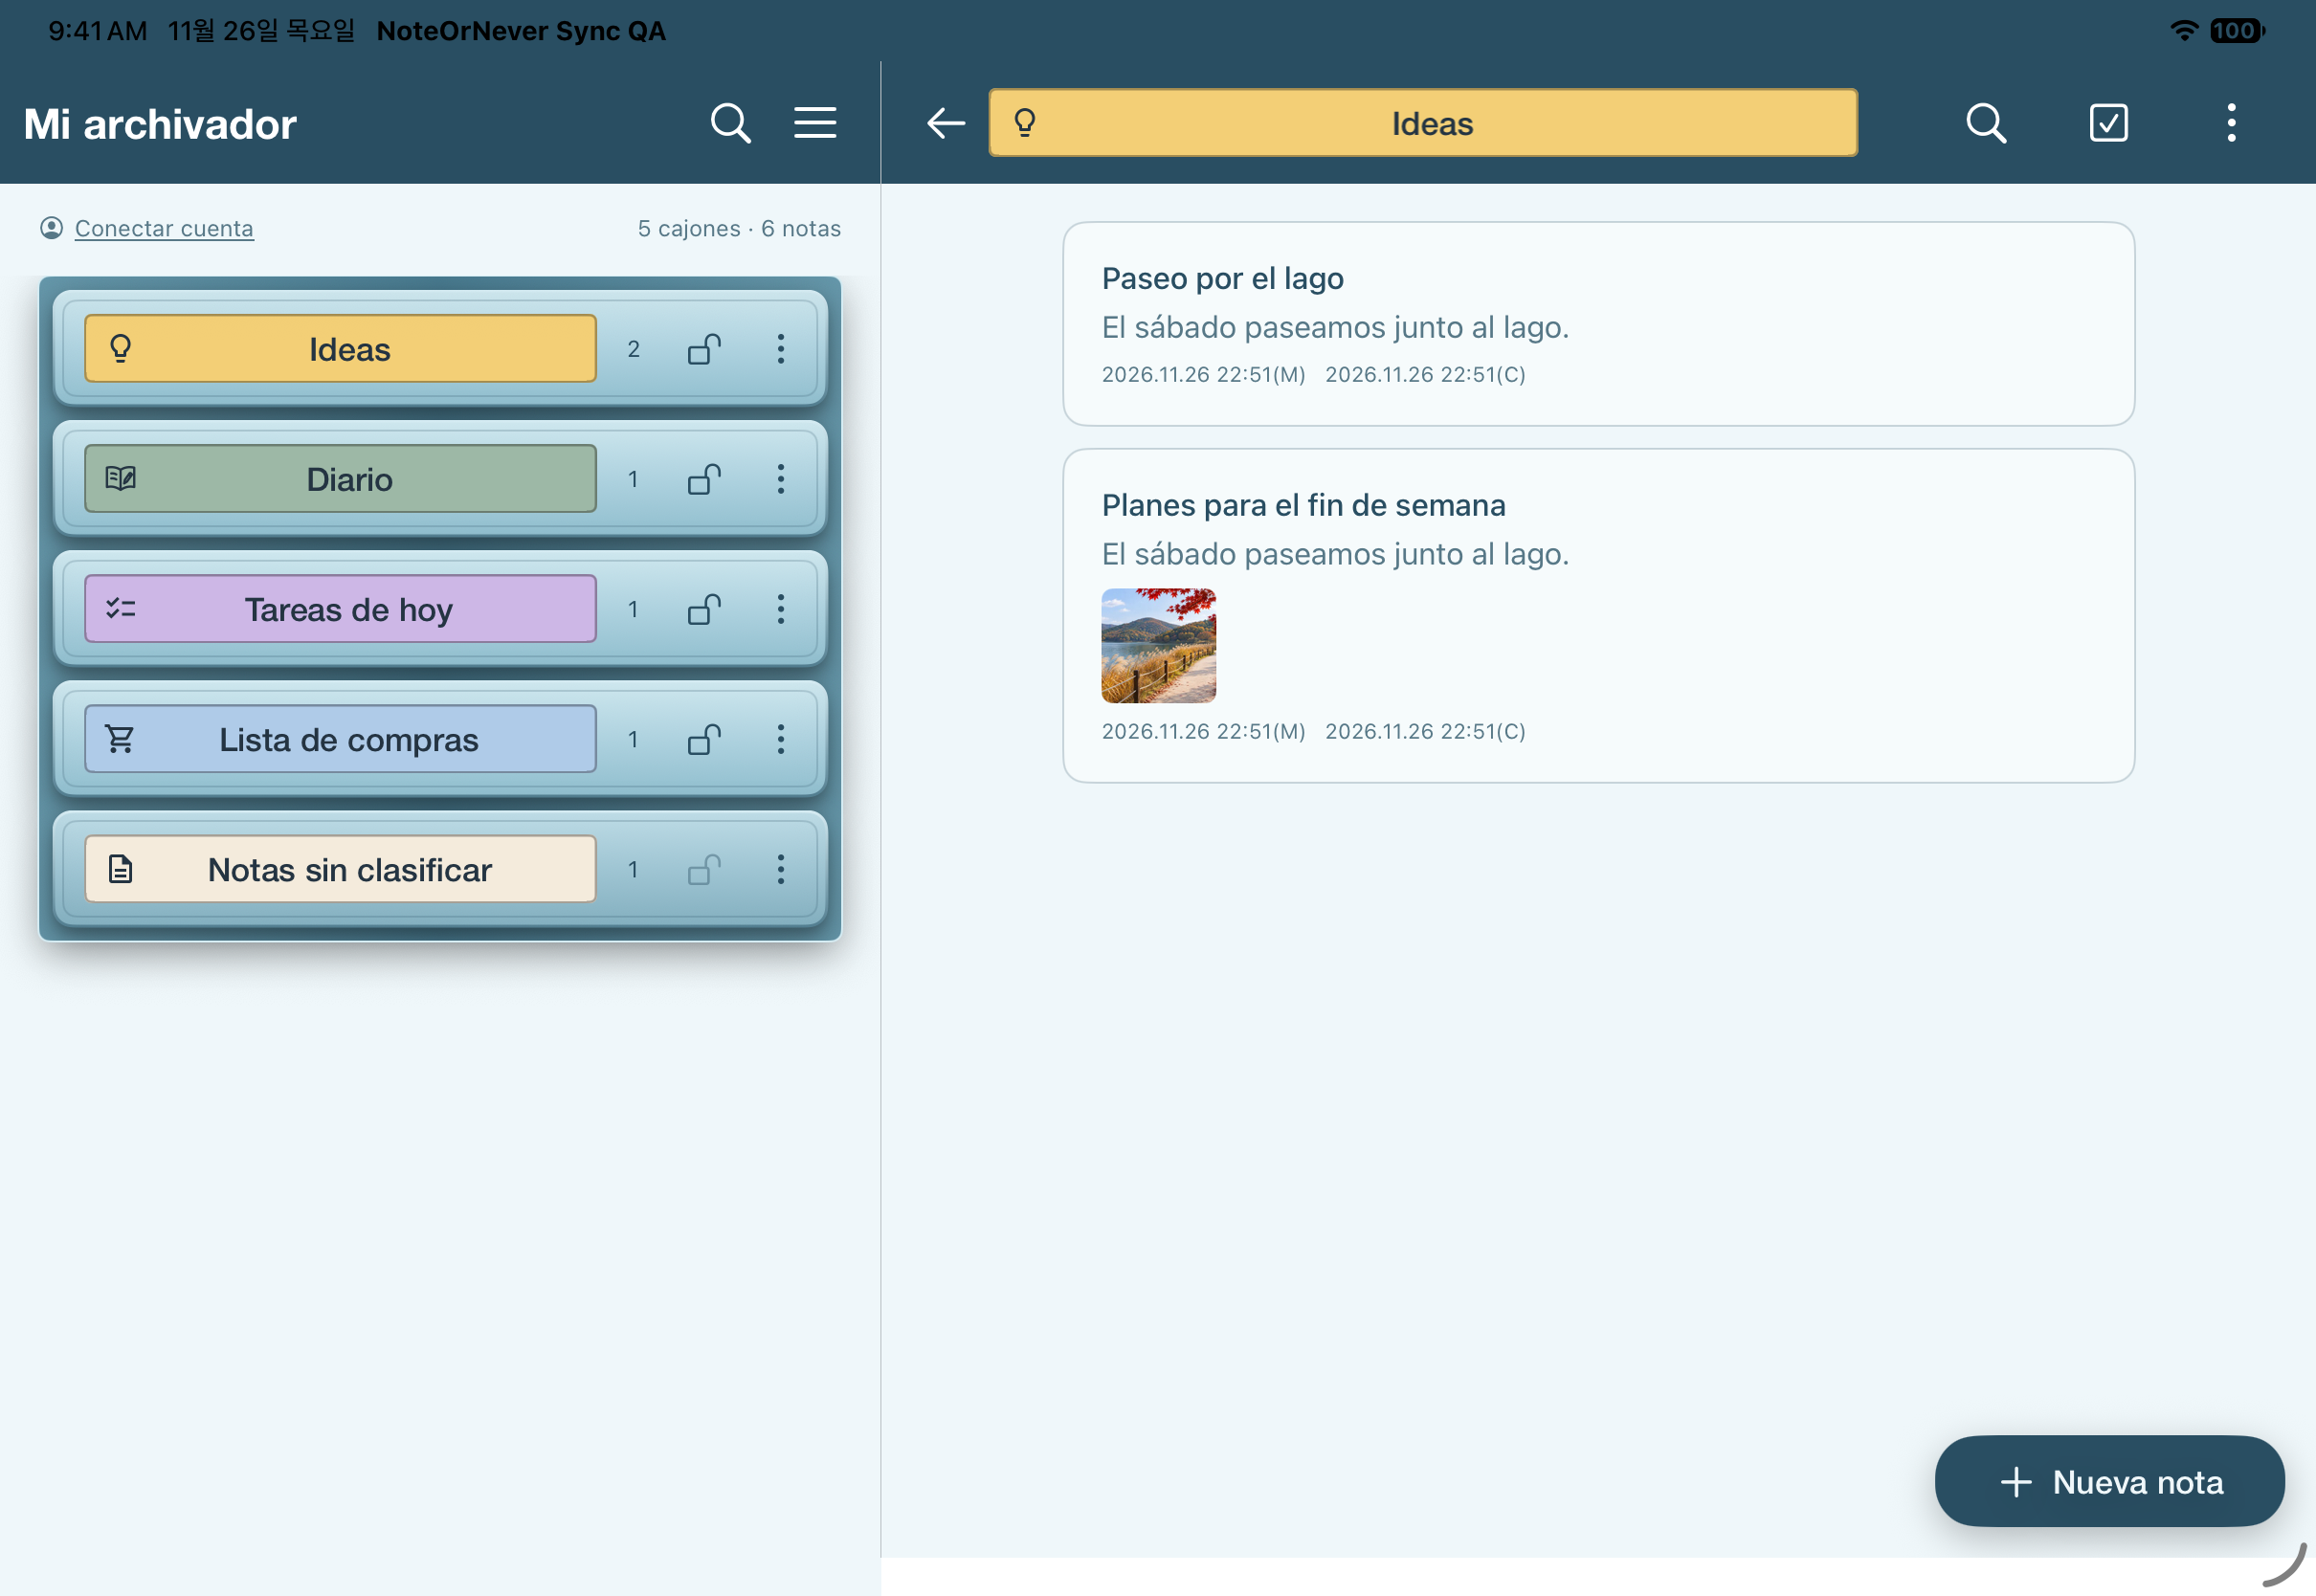 9:41 AM 11월 26일 목요일 NoteOrNever Sync QA
100
Mi archivador
Conectar cuenta
5 cajones · 6 notas
Ideas
2
Diario
1
Tareas de hoy
1
Lista de compras
1
Notas sin clasificar
1
Ideas
Paseo por el lago
El sábado paseamos junto al lago.
2026.11.26 22:51(M) 2026.11.26 22:51(C)
Planes para el fin de semana
El sábado paseamos junto al lago.
2026.11.26 22:51(M) 2026.11.26 22:51(C)
Nueva nota